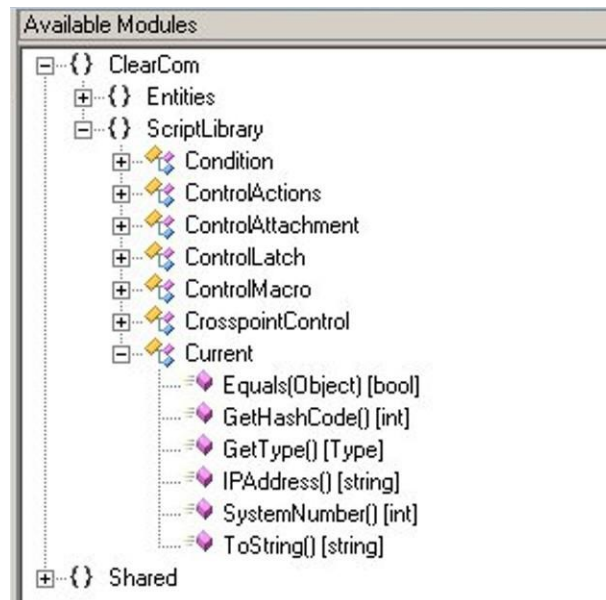 Available Modules
{} ClearCom
{} Entities
{} ScriptLibrary
Condition
ControlActions
ControlAttachment
ControlLatch
ControlMacro
CrosspointControl
Current
Equals(Object) [bool]
GetHashCode() [int]
GetType() [Type]
IPAddress() [string]
SystemNumber() [int]
ToString() [string]
{} Shared